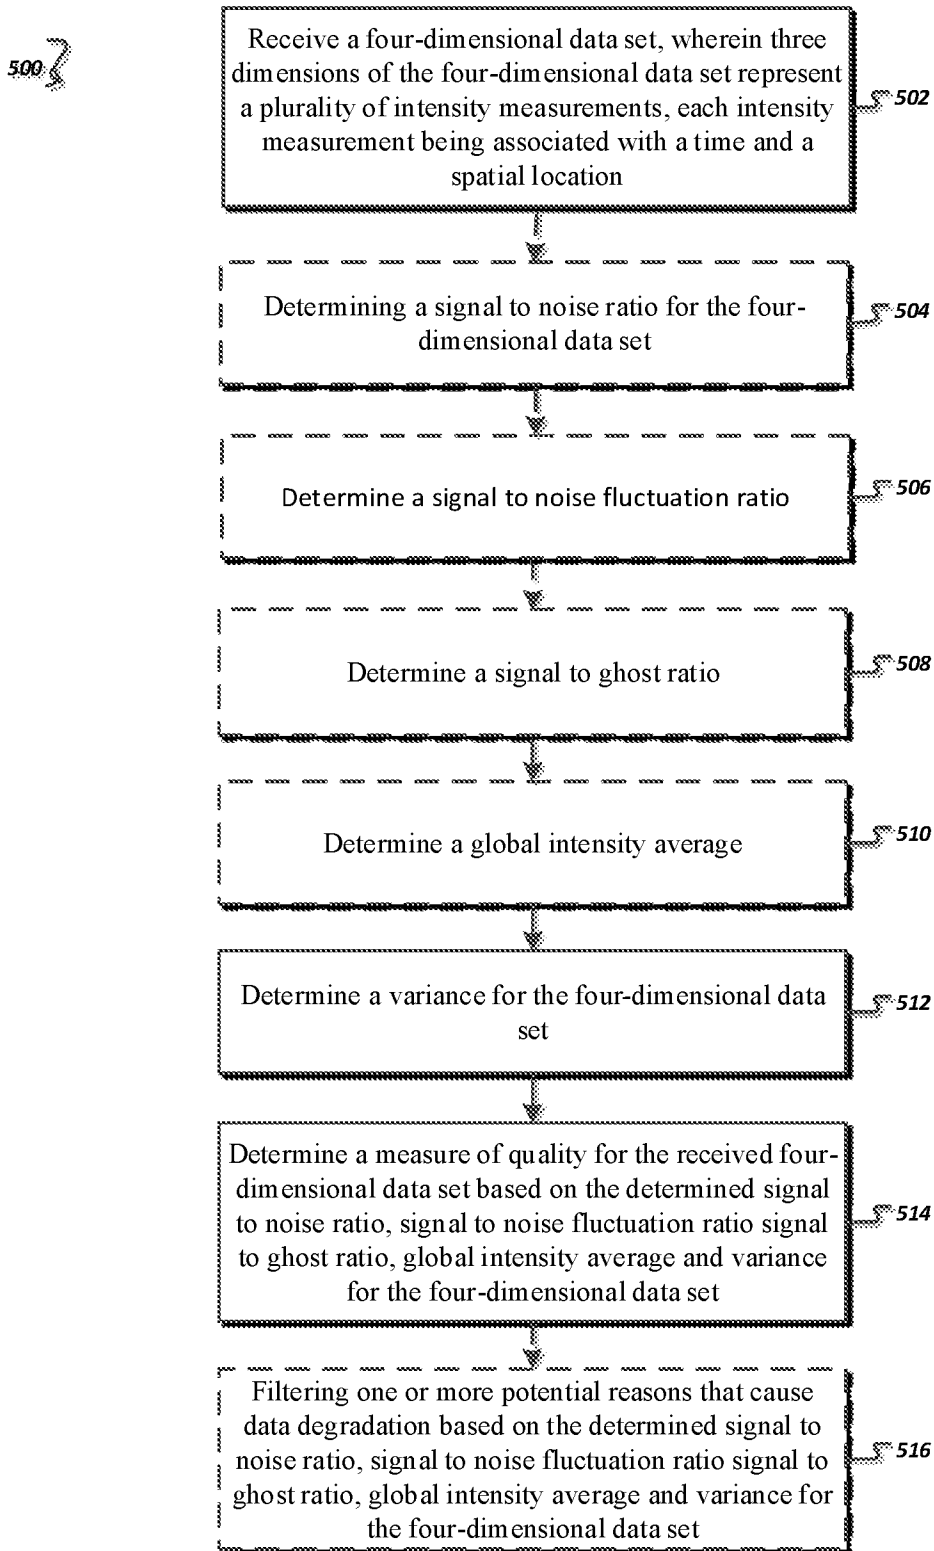 500
Receive a four-dimensional data set, wherein three
dimensions of the four-dimensional data set represent
a plurality of intensity measurements, each intensity
measurement being associated with a time and a
spatial location
502
Determining a signal to noise ratio for the four-
dimensional data set
504
Determine a signal to noise fluctuation ratio
506
Determine a signal to ghost ratio
508
Determine a global intensity average
510
Determine a variance for the four-dimensional data
set
512
Determine a measure of quality for the received four-
dimensional data set based on the determined signal
to noise ratio, signal to noise fluctuation ratio signal
to ghost ratio, global intensity average and variance
for the four-dimensional data set
514
Filtering one or more potential reasons that cause
data degradation based on the determined signal to
noise ratio, signal to noise fluctuation ratio signal to
ghost ratio, global intensity average and variance for
the four-dimensional data set
516